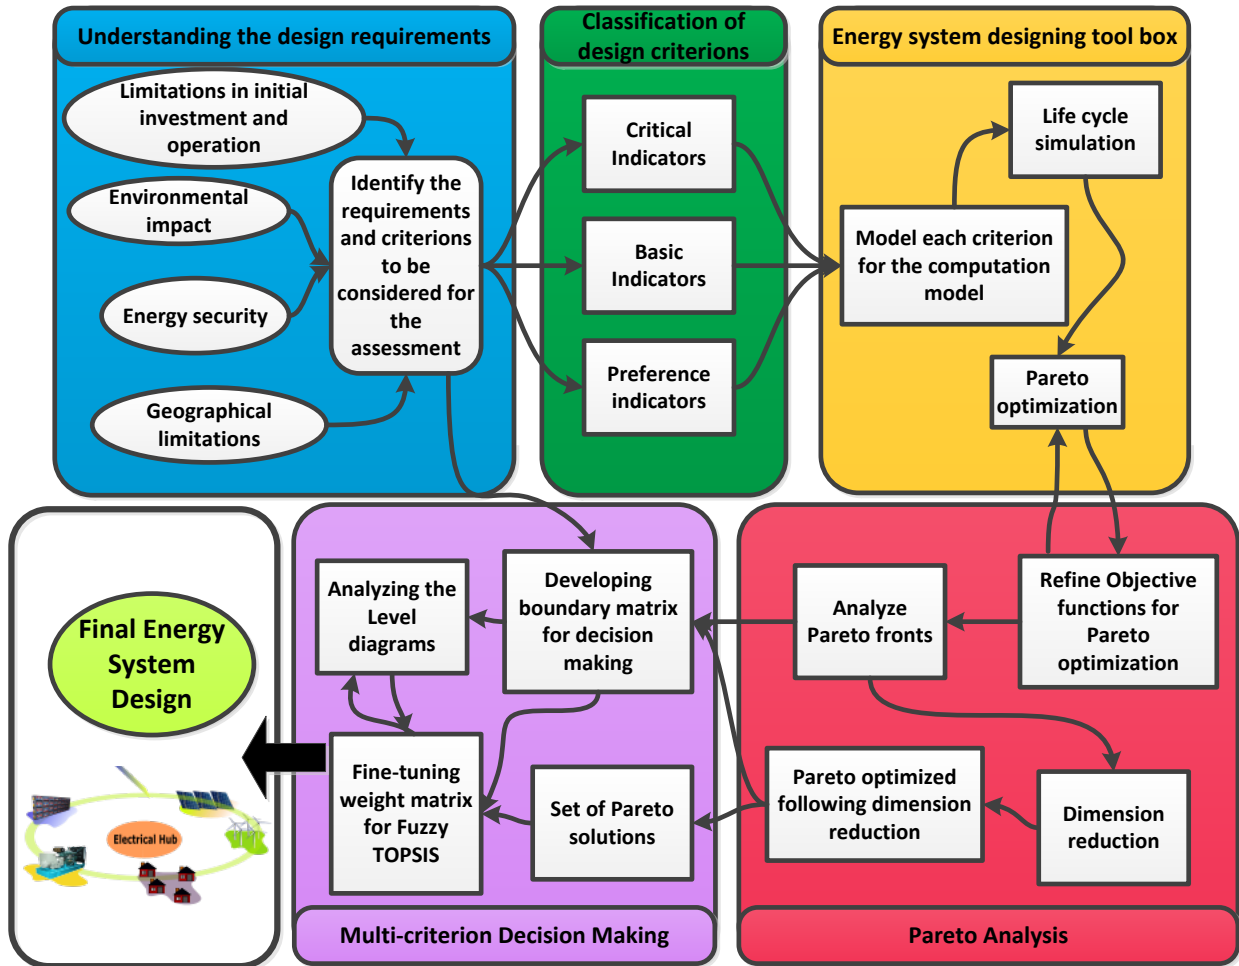 Understanding the design requirements
Limitations in initial
investment and
operation
Environmental
impact
Energy security
Geographical
limitations
Identify the
requirements
and criterions
to be
considered for
the
assessment
Classification of
design criterions
Critical
Indicators
Basic
Indicators
Preference
indicators
Energy system designing tool box
Life cycle
simulation
Model each criterion
for the computation
model
Pareto
optimization
Final Energy
System
Design
Electrical Hub
Analyzing the
Level
diagrams
Developing
boundary matrix
for decision
making
Fine-tuning
weight matrix
for Fuzzy
TOPSIS
Set of Pareto
solutions
Multi-criterion Decision Making
Analyze
Pareto fronts
Refine Objective
functions for
Pareto
optimization
Pareto optimized
following dimension
reduction
Dimension
reduction
Pareto Analysis